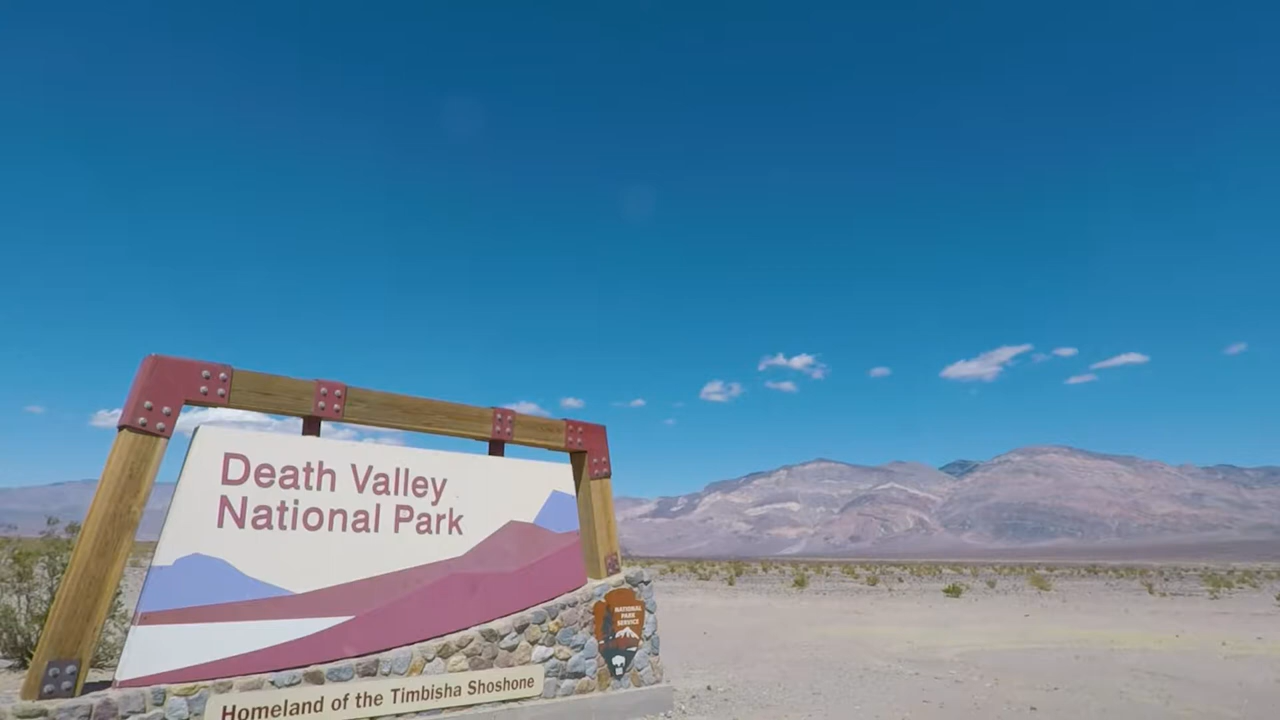 Death Valley
National Park
NATIONAL
PARK
SERVICE
Homeland of the Timbisha Shoshone